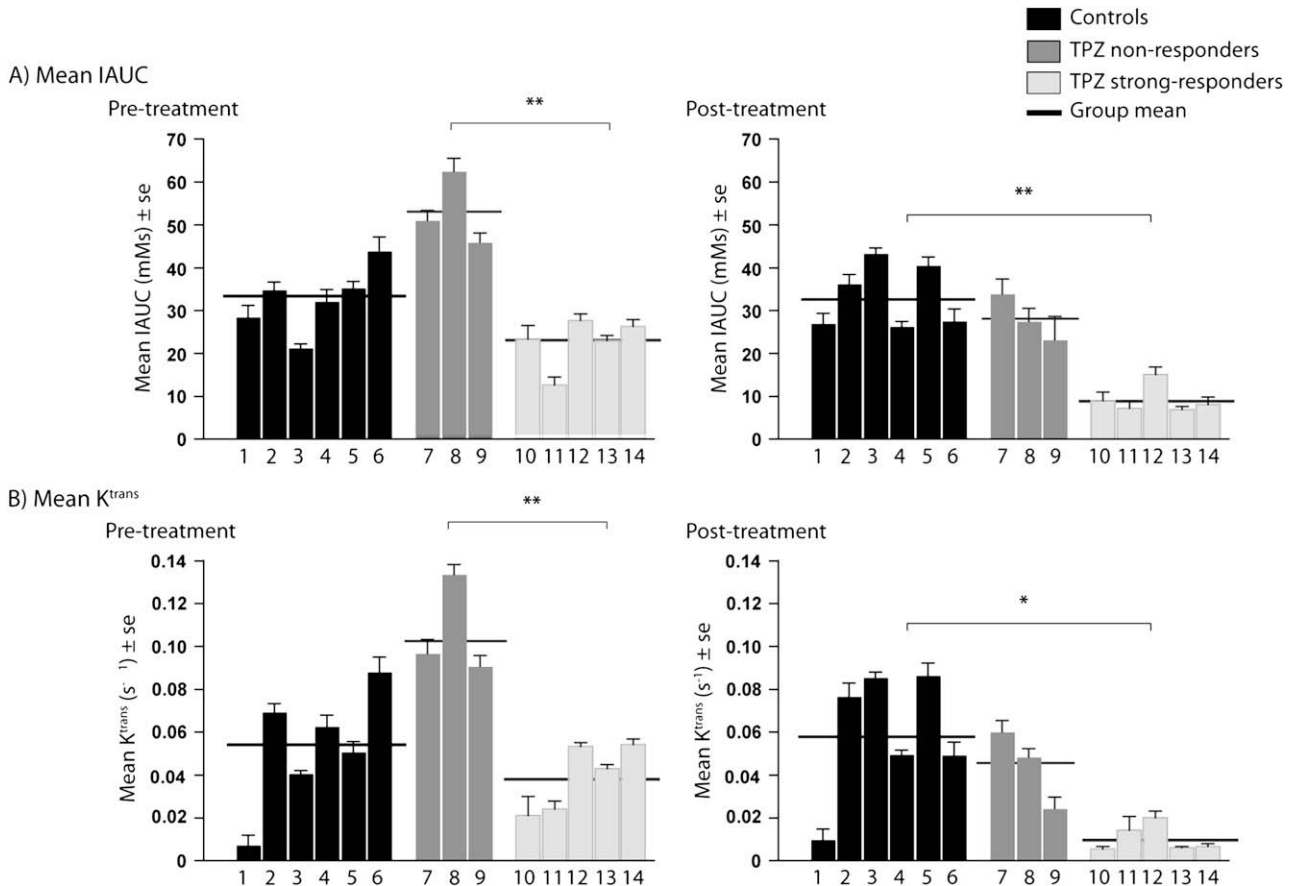 Controls
TPZ non-responders
TPZ strong-responders
Group mean
A) Mean IAUC
Pre-treatment
**
Mean IAUC (mMs) ± se
70
60
50
40
30
20
10
0
1 2 3 4 5 6 7 8 9 10 11 12 13 14
Post-treatment
**
Mean IAUC (mMs) ± se
70
60
50
40
30
20
10
0
1 2 3 4 5 6 7 8 9 10 11 12 13 14
B) Mean K^trans
Pre-treatment
**
Mean K^trans (s^-1) ± se
0.14
0.12
0.10
0.08
0.06
0.04
0.02
0
1 2 3 4 5 6 7 8 9 10 11 12 13 14
Post-treatment
*
Mean K^trans (s^-1) ± se
0.14
0.12
0.10
0.08
0.06
0.04
0.02
0
1 2 3 4 5 6 7 8 9 10 11 12 13 14